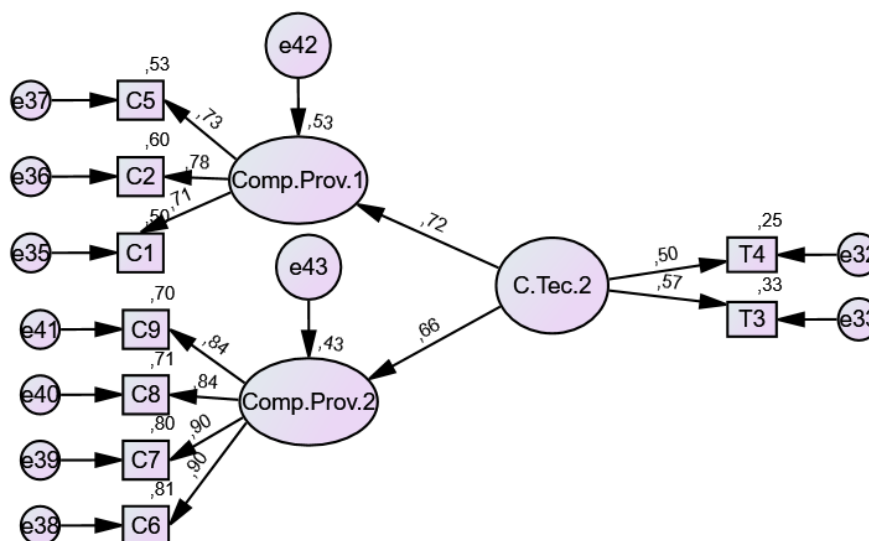 e42
,53
e37
C5
,73
,53
,60
e36
C2
,78
Comp.Prov.1
,71
,50
e35
C1
,72
,25
,50
T4
e32
e43
C.Tec.2
,57
,33
T3
e33
,70
e41
C9
,84
,43
,66
,71
e40
C8
,84
Comp.Prov.2
,80
,90
e39
C7
,90
,81
e38
C6